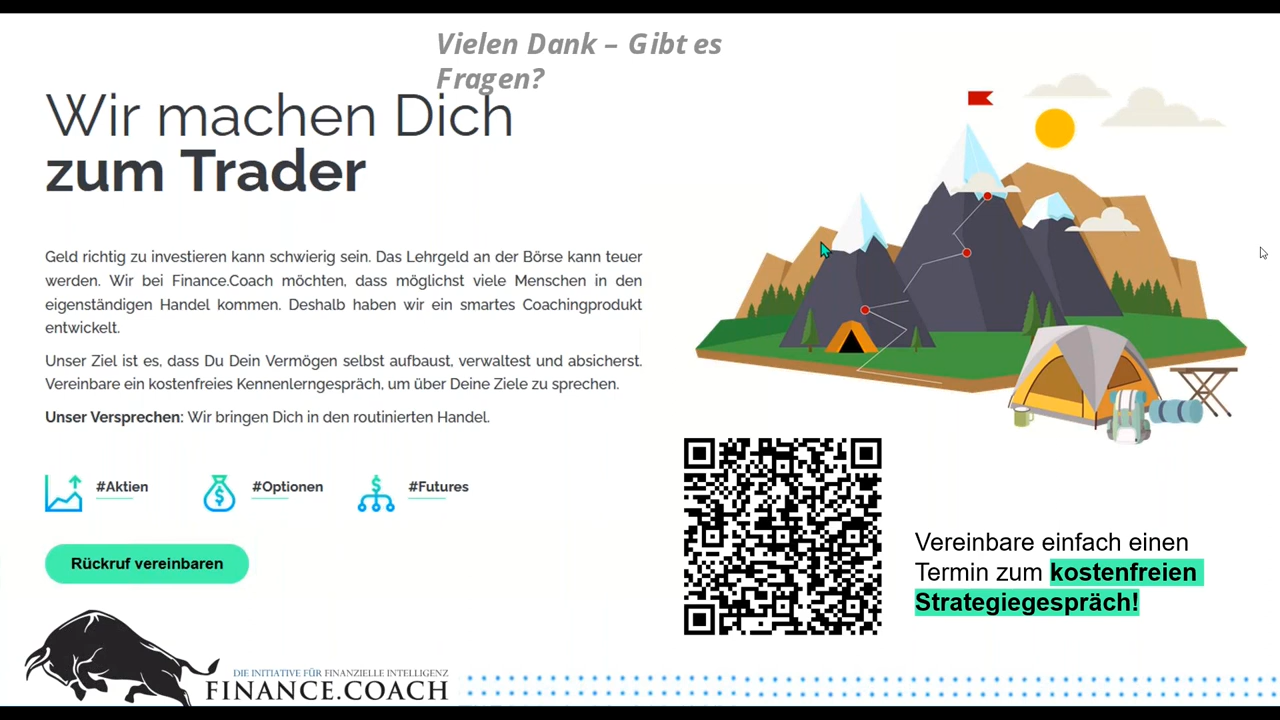 Vielen Dank – Gibt es
Fragen?
Wir machen Dich
zum Trader
Geld richtig zu investieren kann schwierig sein. Das Lehrgeld an der Börse kann teuer
werden. Wir bei Finance.Coach möchten, dass möglichst viele Menschen in den
eigenständigen Handel kommen. Deshalb haben wir ein smartes Coachingprodukt
entwickelt.
Unser Ziel ist es, dass Du Dein Vermögen selbst aufbaust, verwaltest und absicherst.
Vereinbare ein kostenfreies Kennenlerngespräch, um über Deine Ziele zu sprechen.
Unser Versprechen: Wir bringen Dich in den routinierten Handel.
#Aktien #Optionen #Futures
Rückruf vereinbaren
Vereinbare einfach einen
Termin zum kostenfreien
Strategiegespräch!
DIE INITIATIVE FÜR FINANZIELLE INTELLIGENZ
FINANCE.COACH